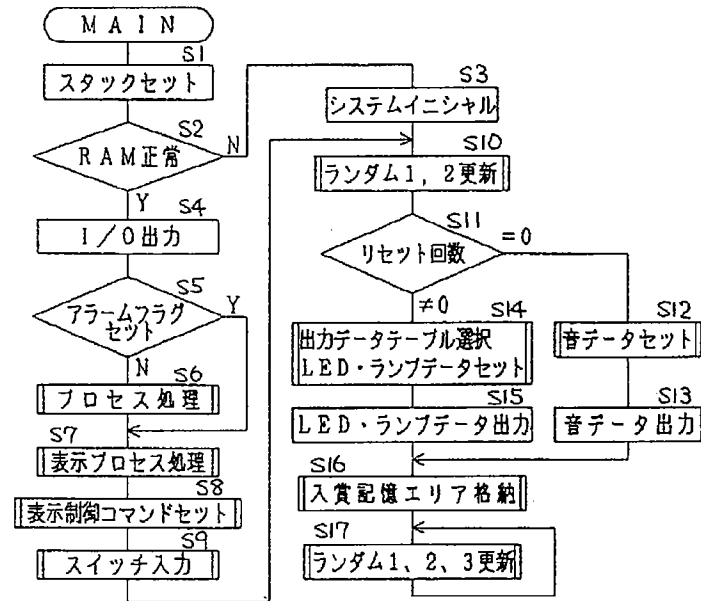 MAIN
S1
スタックセット
S2
RAM正常
N
Y
S4
I/O出力
S5
アラームフラグ
セット
Y
N
S6
プロセス処理
S7
表示プロセス処理
S8
表示制御コマンドセット
S9
スイッチ入力
S3
システムイニシャル
S10
ランダム1，2更新
S11
リセット回数
=0
≠0
S14
出力データテーブル選択
LED・ランプデータセット
S15
LED・ランプデータ出力
S12
音データセット
S13
音データ出力
S16
入賞記憶エリア格納
S17
ランダム1、2、3更新